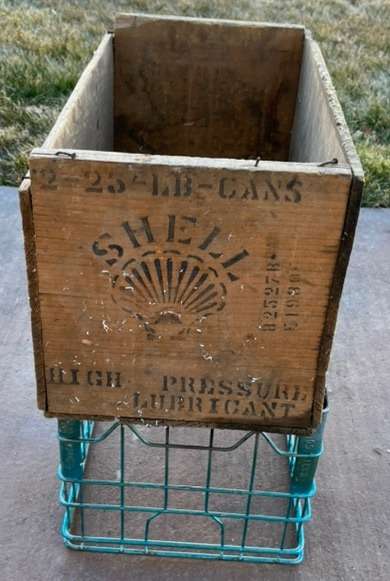 2-25-LB-CANS
SHELL
HIGH PRESSURE
LUBRICANT